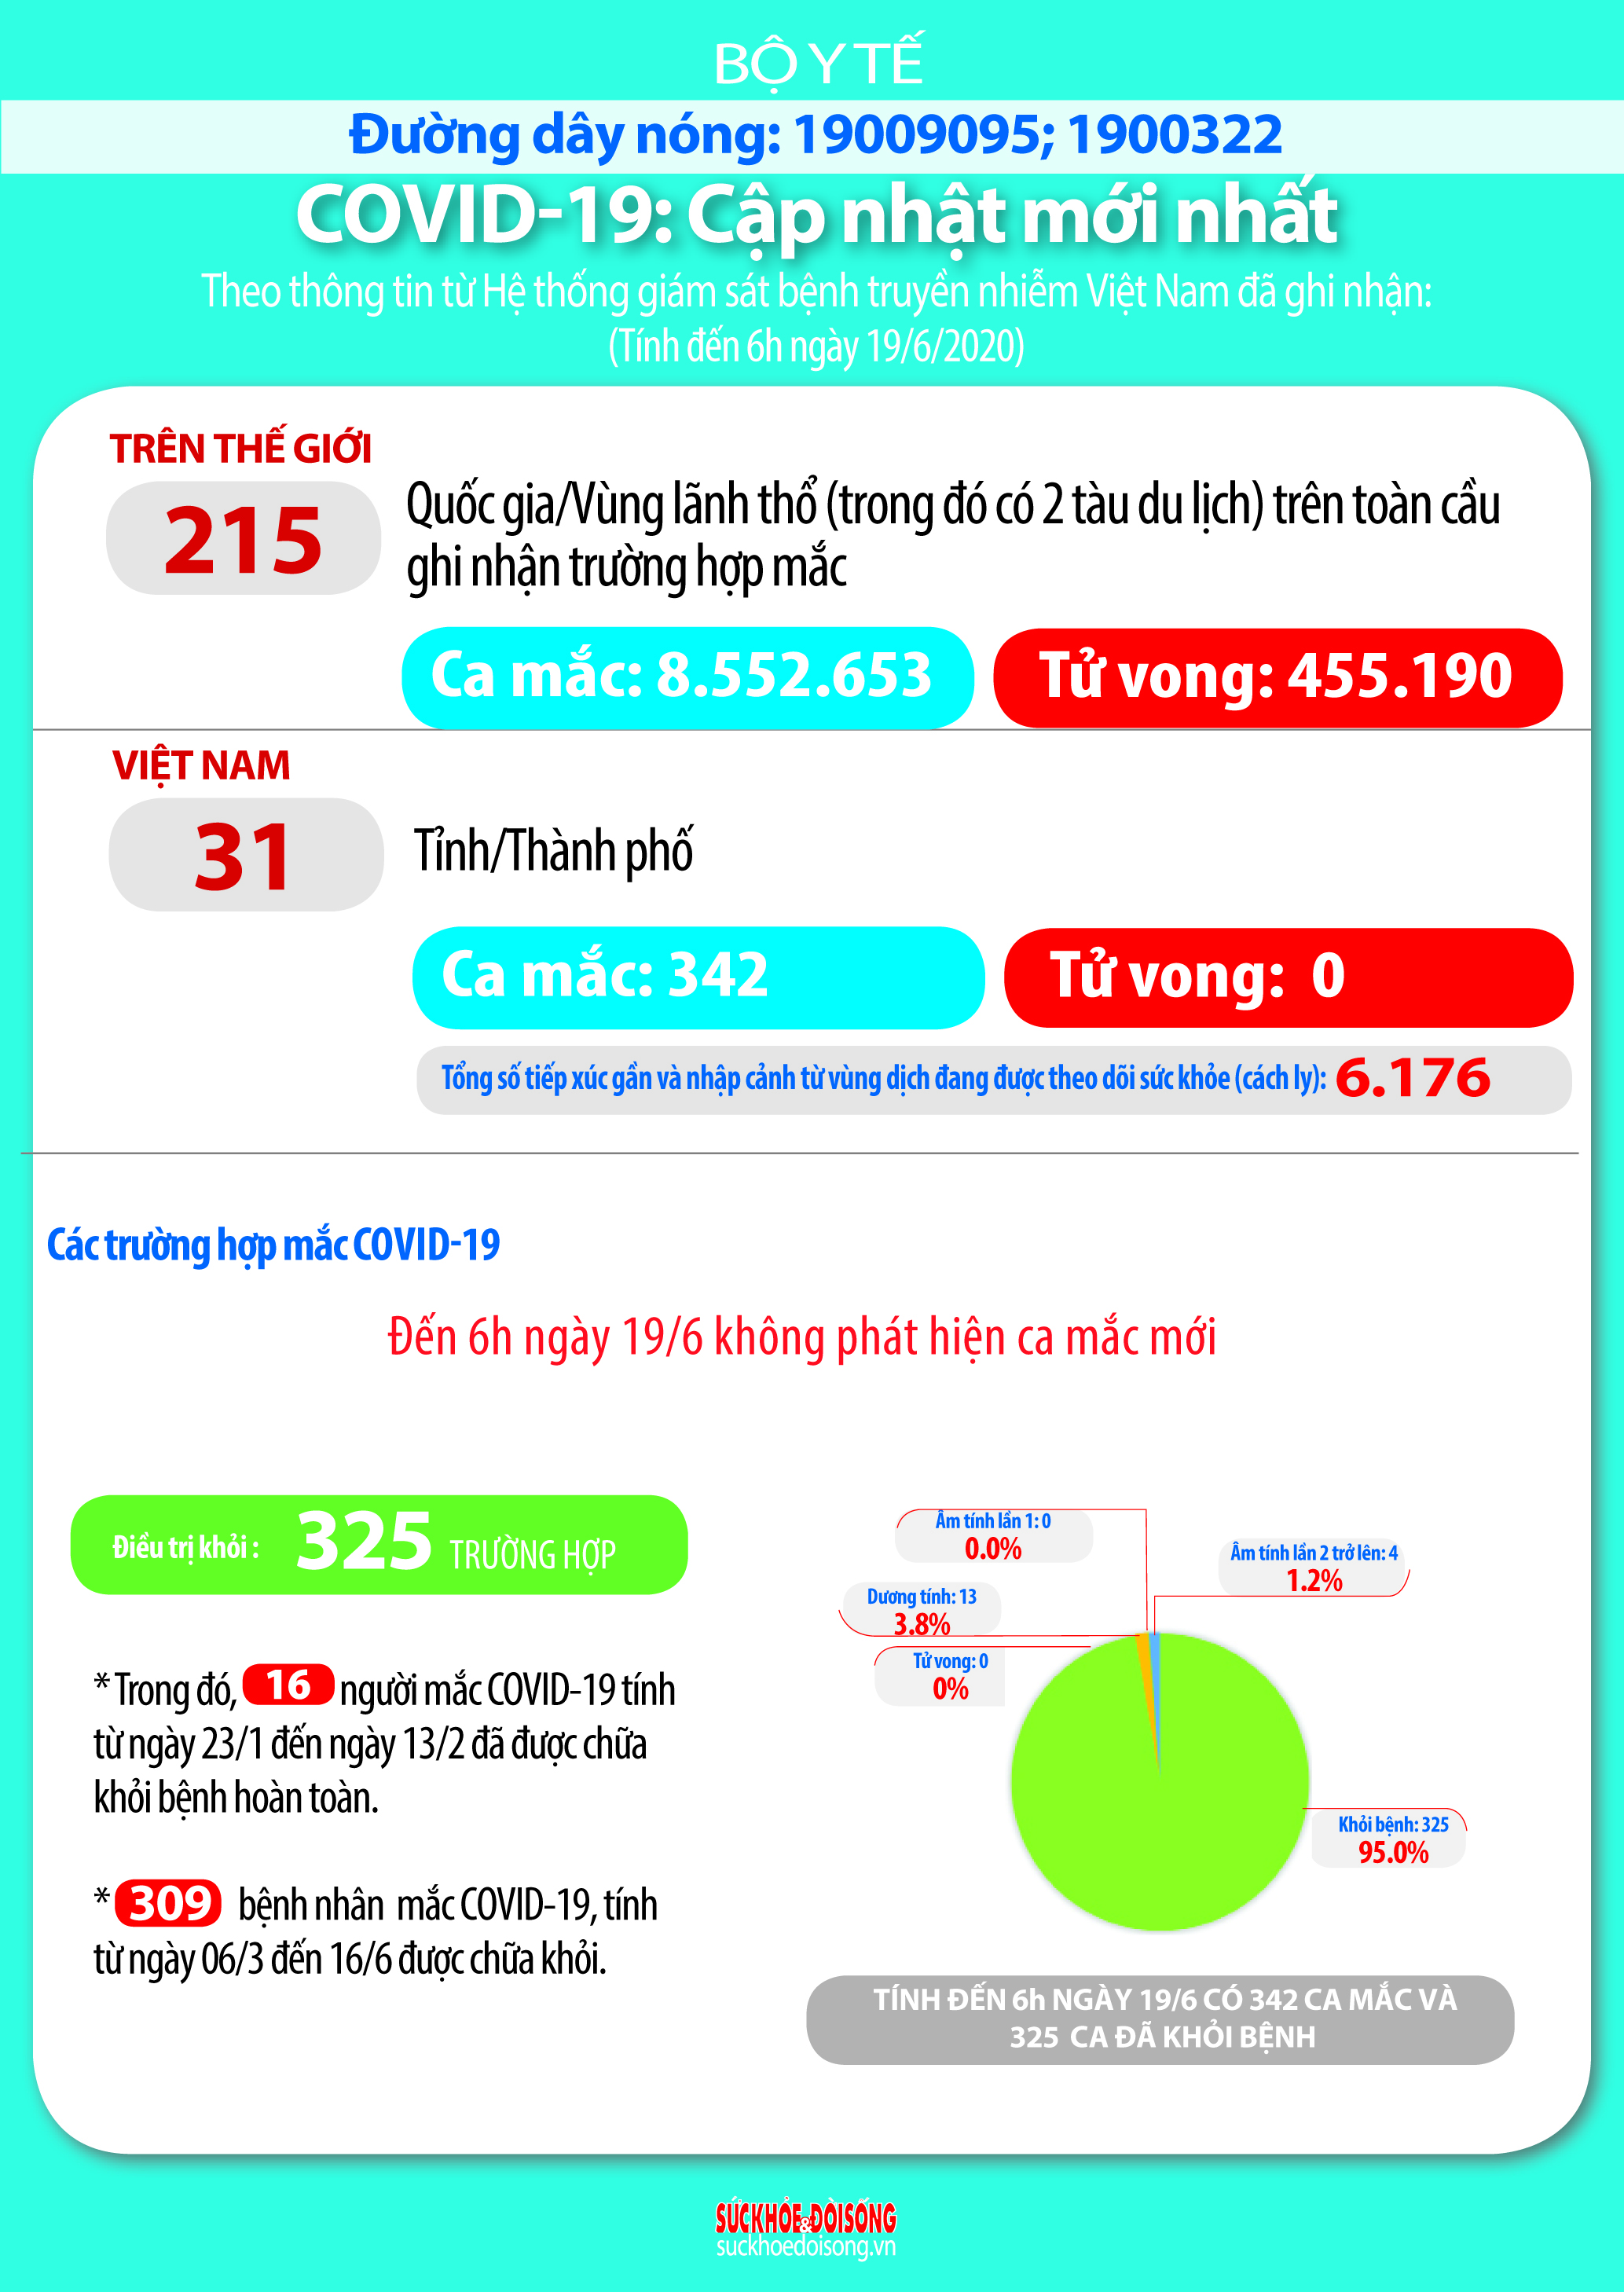 BỘ Y TẾ
Đường dây nóng: 19009095; 1900322
COVID-19: Cập nhật mới nhất
Theo thông tin từ Hệ thống giám sát bệnh truyền nhiễm Việt Nam đã ghi nhận:
(Tính đến 6h ngày 19/6/2020)
TRÊN THẾ GIỚI
215
Quốc gia/Vùng lãnh thổ (trong đó có 2 tàu du lịch) trên toàn cầu
ghi nhận trường hợp mắc
Ca mắc: 8.552.653
Tử vong: 455.190
VIỆT NAM
31
Tỉnh/Thành phố
Ca mắc: 342
Tử vong: 0
Tổng số tiếp xúc gần và nhập cảnh từ vùng dịch đang được theo dõi sức khỏe (cách ly): 6.176
Các trường hợp mắc COVID-19
Đến 6h ngày 19/6 không phát hiện ca mắc mới
Điều trị khỏi : 325 TRƯỜNG HỢP
* Trong đó, 16 người mắc COVID-19 tính
từ ngày 23/1 đến ngày 13/2 đã được chữa
khỏi bệnh hoàn toàn.
* 309 bệnh nhân mắc COVID-19, tính
từ ngày 06/3 đến 16/6 được chữa khỏi.
Âm tính lần 1: 0
0.0%
Âm tính lần 2 trở lên: 4
1.2%
Dương tính: 13
3.8%
Tử vong: 0
0%
Khỏi bệnh: 325
95.0%
TÍNH ĐẾN 6h NGÀY 19/6 CÓ 342 CA MẮC VÀ
325 CA ĐÃ KHỎI BỆNH
SỨCKHỎE&ĐỜISỐNG
suckhoedoisong.vn